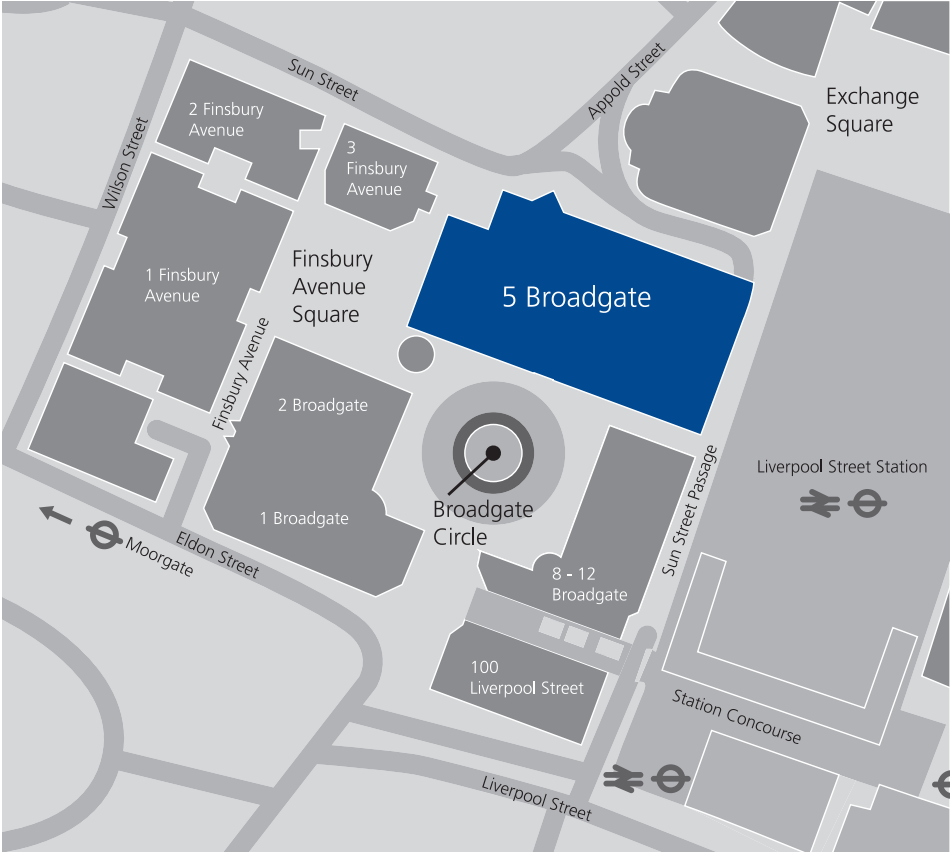 Sun Street
Appold Street
Exchange
Square
2 Finsbury
Avenue
3
Finsbury
Avenue
Wilson Street
Finsbury
Avenue
Square
1 Finsbury
Avenue
5 Broadgate
Finsbury Avenue
2 Broadgate
Liverpool Street Station
Sun Street Passage
Broadgate
Circle
1 Broadgate
Moorgate
Eldon Street
8 - 12
Broadgate
100
Liverpool Street
Station Concourse
Liverpool Street